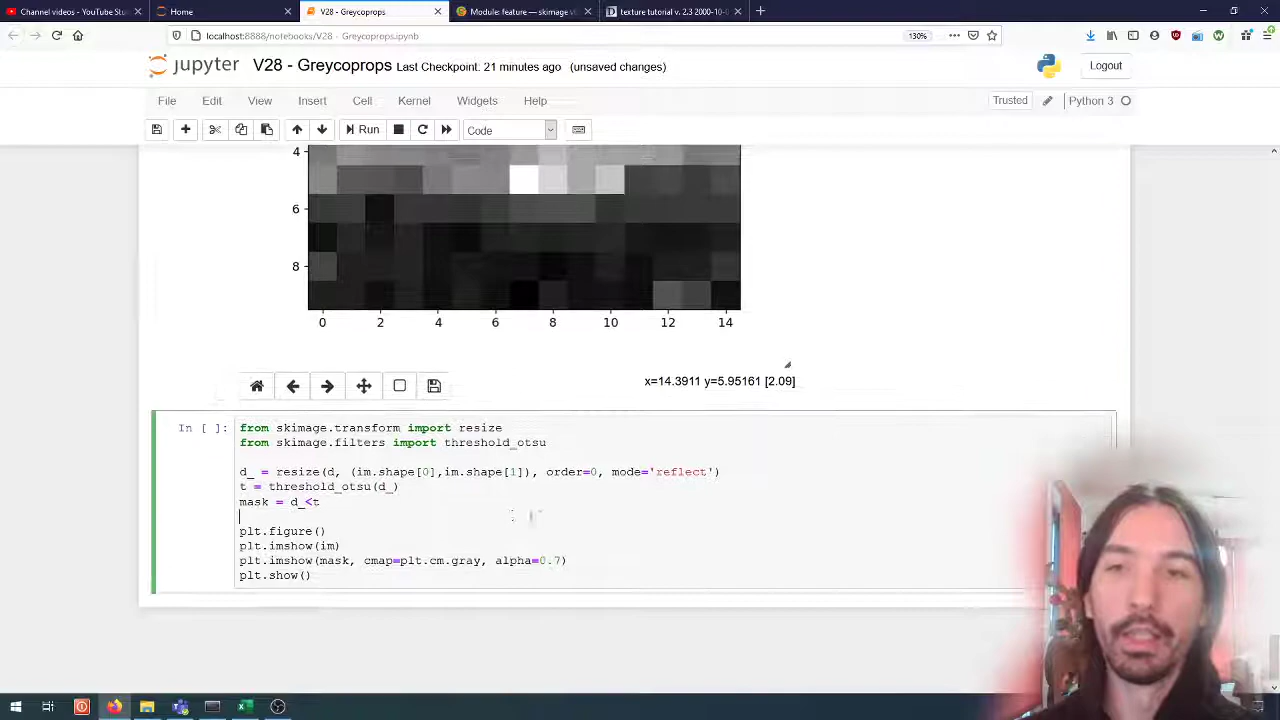 Channel videos - YouTube Stu
Home
V28 - Greycoprops
Module: feature — skimage v0
texture tutorial v. 2.3 2000-10-0
localhost:8888/notebooks/V28 - Greycoprops.ipynb
130%
jupyter V28 - Greycoprops Last Checkpoint: 21 minutes ago (unsaved changes)
Logout
File Edit View Insert Cell Kernel Widgets Help
Trusted
Python 3
Run
Code
4
6
8
0 2 4 6 8 10 12 14
x=14.3911 y=5.95161 [2.09]
In [ ]:
from skimage.transform import resize
from skimage.filters import threshold_otsu
d_ = resize(d, (im.shape[0],im.shape[1]), order=0, mode='reflect')
t = threshold_otsu(d_)
mask = d_<t
plt.figure()
plt.imshow(im)
plt.imshow(mask, cmap=plt.cm.gray, alpha=0.7)
plt.show()